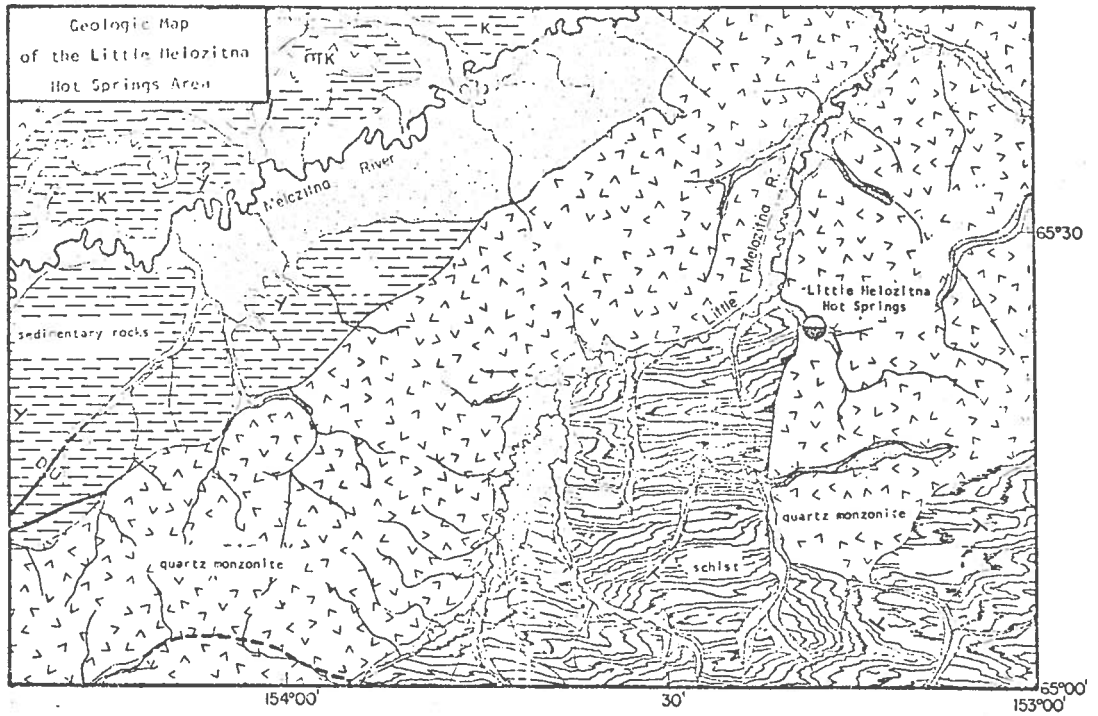 Geologic Map
of the Little Melozitna
Hot Springs Area
K
TK
K
Melozitna River
Little Melozitna R.
65°30
Little Melozitna
Hot Springs
sedimentary rocks
quartz monzonite
quartz monzonite
schist
154°00'
30'
65°00'
153°00'